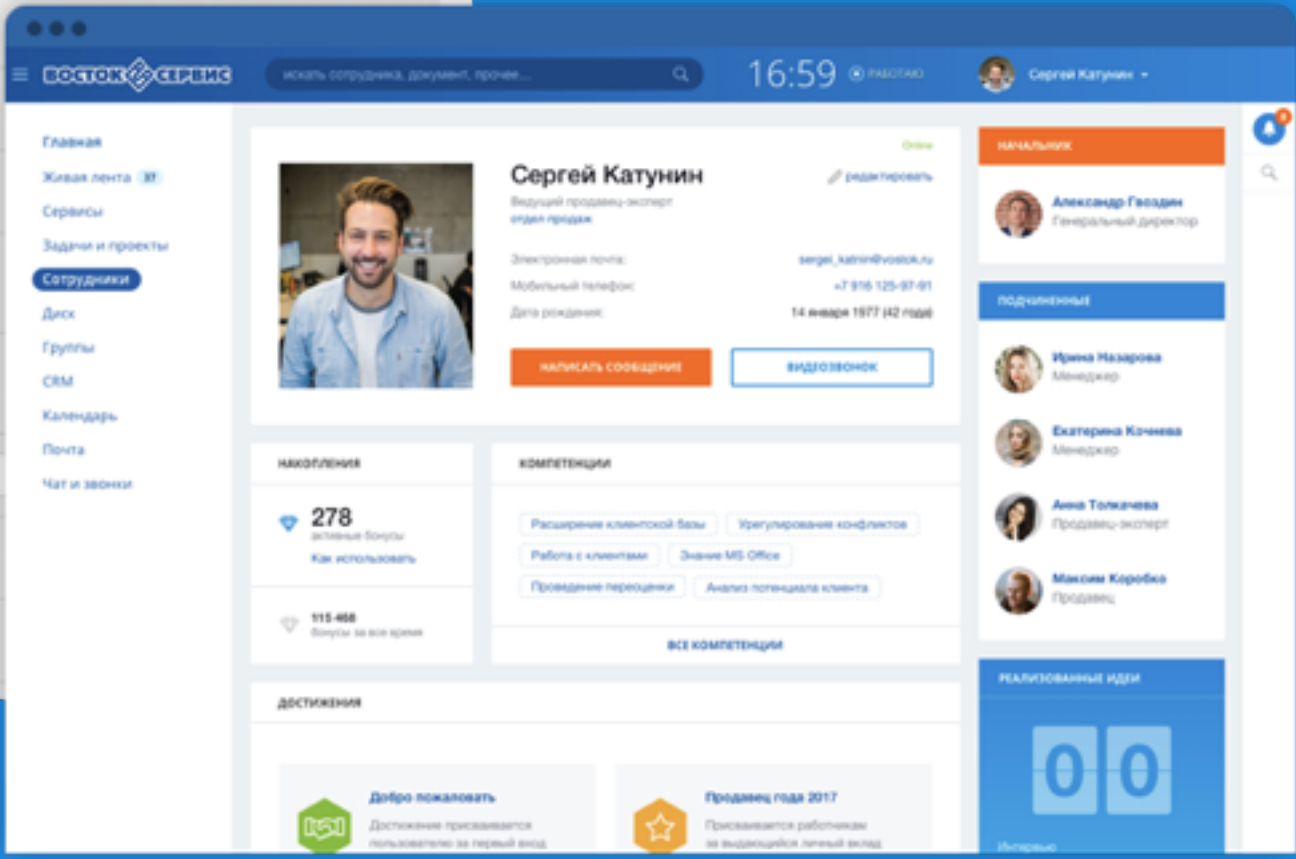 ВОСТОК СЕРВИС
искать сотрудника, документ, прочее...
16:59
РАБОТАЮ
Сергей Катунин
Главная
Живая лента 37
Сервисы
Задачи и проекты
Сотрудники
Диск
Группы
CRM
Календарь
Почта
Чат и звонки
Online
Сергей Катунин
редактировать
Ведущий продавец-эксперт
отдел продаж
Электронная почта: sergei_katnin@vostok.ru
Мобильный телефон: +7 916 125-97-91
Дата рождения: 14 января 1977 (42 года)
НАПИСАТЬ СООБЩЕНИЕ
ВИДЕОЗВОНОК
НАКОПЛЕНИЯ
278
активные бонусы
Как использовать
115 468
бонусы за все время
КОМПЕТЕНЦИИ
Расширение клиентской базы
Урегулирование конфликтов
Работа с клиентами
Знание MS Office
Проведение переоценки
Анализ потенциала клиента
ВСЕ КОМПЕТЕНЦИИ
ДОСТИЖЕНИЯ
Добро пожаловать
Достижение присваивается
пользователю за первый вход
Продавец года 2017
Присваивается работникам
за выдающийся личный вклад
НАЧАЛЬНИК
Александр Гвоздин
Генеральный директор
ПОДЧИНЕННЫЕ
Ирина Назарова
Менеджер
Екатерина Кочнева
Менеджер
Анна Толкачева
Продавец-эксперт
Максим Коробко
Продавец
РЕАЛИЗОВАННЫЕ ИДЕИ
00
Интервью